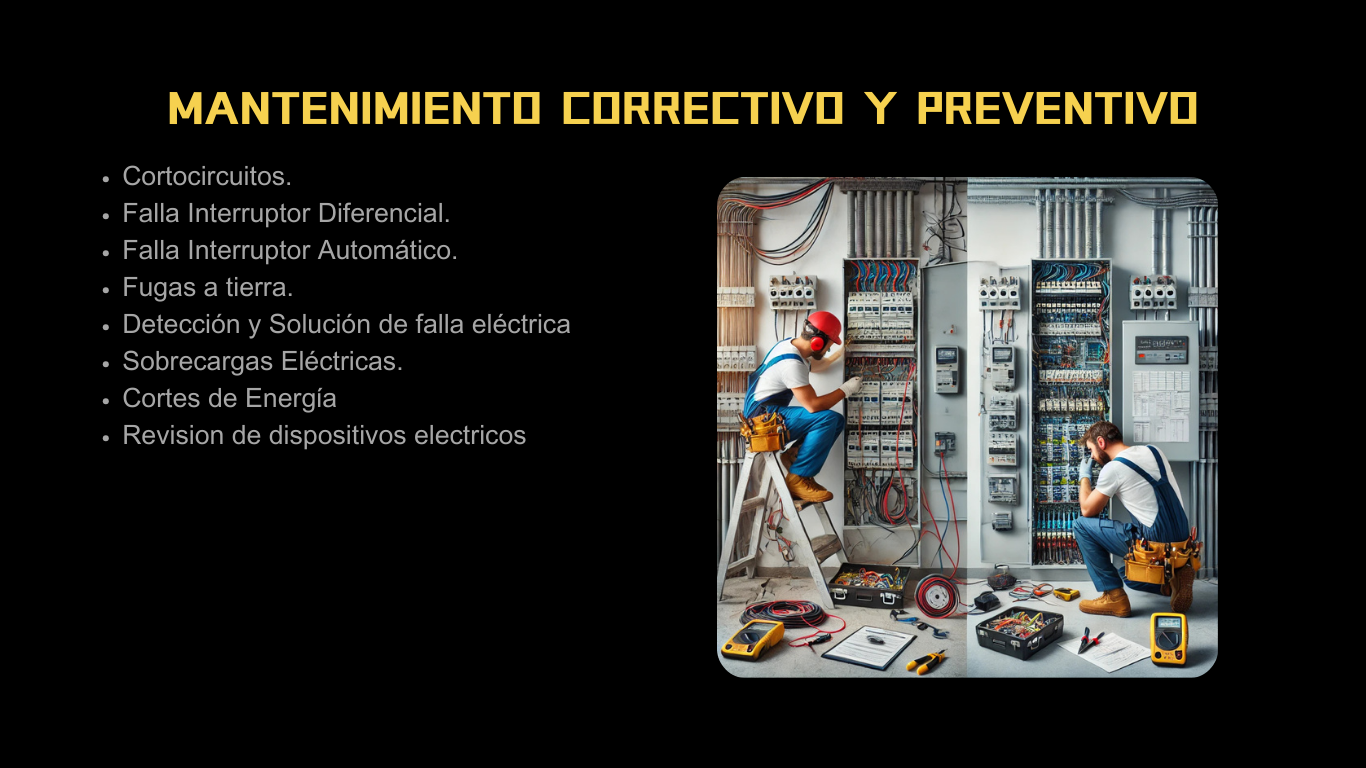 MANTENIMIENTO CORRECTIVO Y PREVENTIVO
• Cortocircuitos.
• Falla Interruptor Diferencial.
• Falla Interruptor Automático.
• Fugas a tierra.
• Detección y Solución de falla eléctrica
• Sobrecargas Eléctricas.
• Cortes de Energía
• Revision de dispositivos electricos